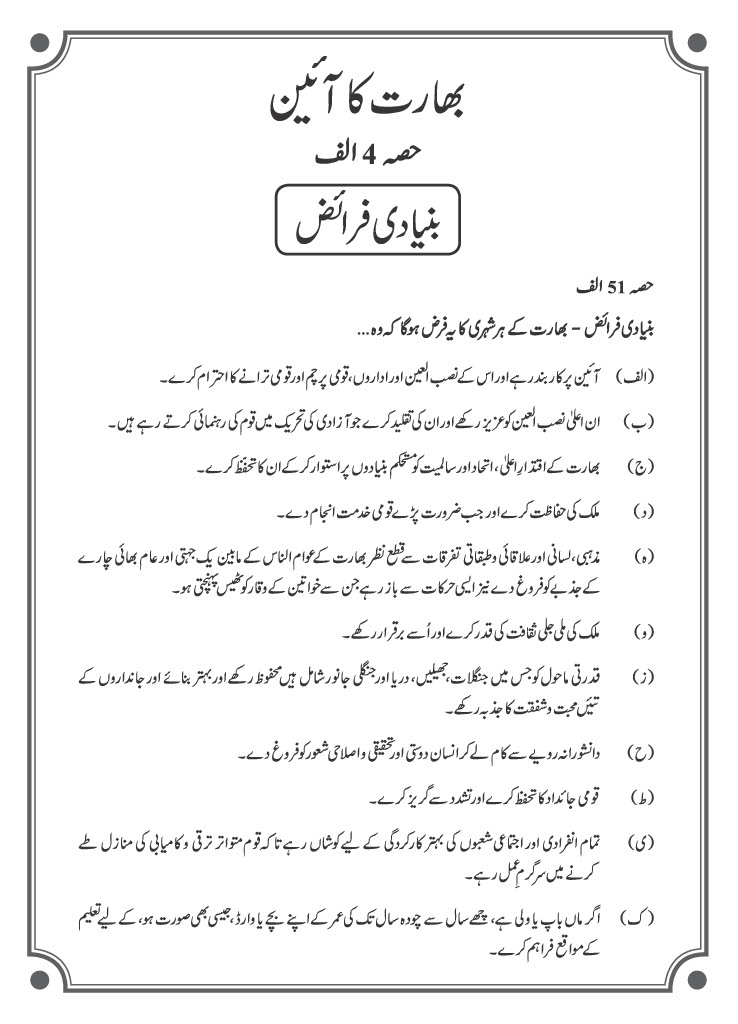 بھارت کا آئین
حصہ 4 الف
بنیادی فرائض
حصہ 51 الف
بنیادی فرائض – بھارت کے ہر شہری کا یہ فرض ہوگا کہ وہ ...
(الف) آئین پر کاربند رہے اور اس کے نصب العین اور اداروں، قومی پرچم اور قومی ترانے کا احترام کرے۔
(ب) ان اعلیٰ نصب العین کو عزیز رکھے اور ان کی تقلید کرے جو آزادی کی تحریک میں قوم کی رہنمائی کرتے رہے ہیں۔
(ج) بھارت کے اقتدارِ اعلیٰ، اتحاد اور سالمیت کو مستحکم بنیادوں پر استوار کر کے ان کا تحفّظ کرے۔
(د) ملک کی حفاظت کرے اور جب ضرورت پڑے قومی خدمت انجام دے۔
(ہ) مذہبی، لسانی اور علاقائی و طبقاتی تفرقات سے قطع نظر بھارت کے عوام الناس کے مابین یک جہتی اور عام بھائی چارے
کے جذبے کو فروغ دے نیز ایسی حرکات سے باز رہے جن سے خواتین کے وقار کو ٹھیس پہنچتی ہو۔
(و) ملک کی ملی جلی ثقافت کی قدر کرے اور اُسے برقرار رکھے۔
(ز) قدرتی ماحول کو جس میں جنگلات، جھیلیں، دریا اور جنگلی جانور شامل ہیں محفوظ رکھے اور بہتر بنائے اور جانداروں کے
تئیں محبت و شفقت کا جذبہ رکھے۔
(ح) دانشورانہ رویے سے کام لے کر انسان دوستی اور تحقیقی و اصلاحی شعور کو فروغ دے۔
(ط) قومی جائداد کا تحفظ کرے اور تشدد سے گریز کرے۔
(ی) تمام انفرادی اور اجتماعی شعبوں کی بہتر کارکردگی کے لیے کوشاں رہے تاکہ قوم متواتر ترقی و کامیابی کی منازل طے
کرنے میں سرگرمِ عمل رہے۔
(ک) اگر ماں باپ یا ولی ہے، چھے سال سے چودہ سال تک کی عمر کے اپنے بچے یا وارڈ، جیسی بھی صورت ہو، کے لیے تعلیم
کے مواقع فراہم کرے۔